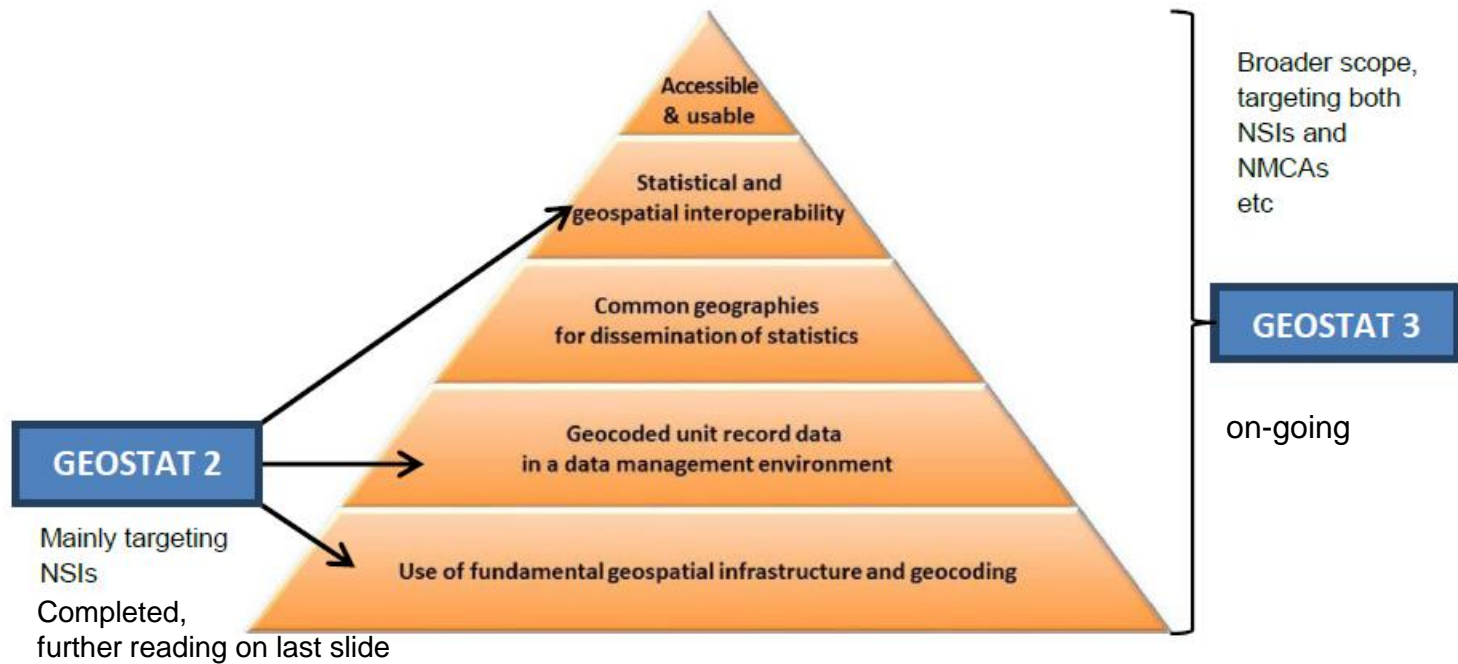 Accessible
& usable
Statistical and
geospatial interoperability
Common geographies
for dissemination of statistics
Geocoded unit record data
in a data management environment
Use of fundamental geospatial infrastructure and geocoding
GEOSTAT 2
Mainly targeting
NSIs
Completed,
further reading on last slide
Broader scope,
targeting both
NSIs and
NMCAs
etc
GEOSTAT 3
on-going